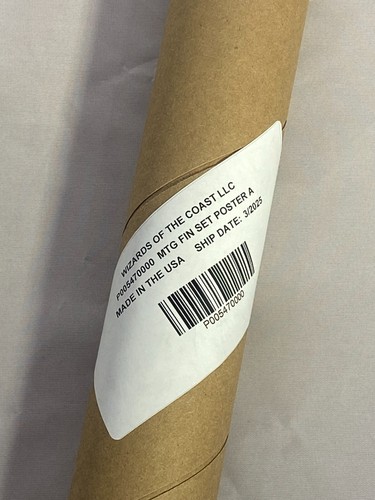 WIZARDS OF THE COAST LLC
P005470000 MTG FIN SET POSTER A
MADE IN THE USA SHIP DATE: 3/2025
P005470000